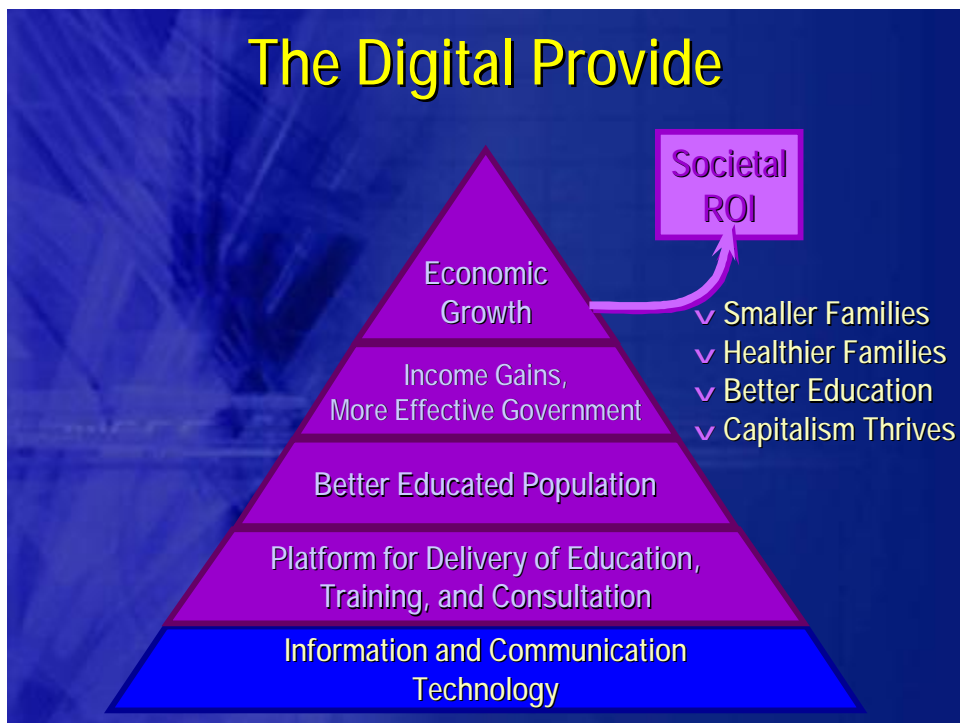 The Digital Provide
Societal
ROI
Economic
Growth
v Smaller Families
v Healthier Families
v Better Education
v Capitalism Thrives
Income Gains,
More Effective Government
Better Educated Population
Platform for Delivery of Education,
Training, and Consultation
Information and Communication
Technology